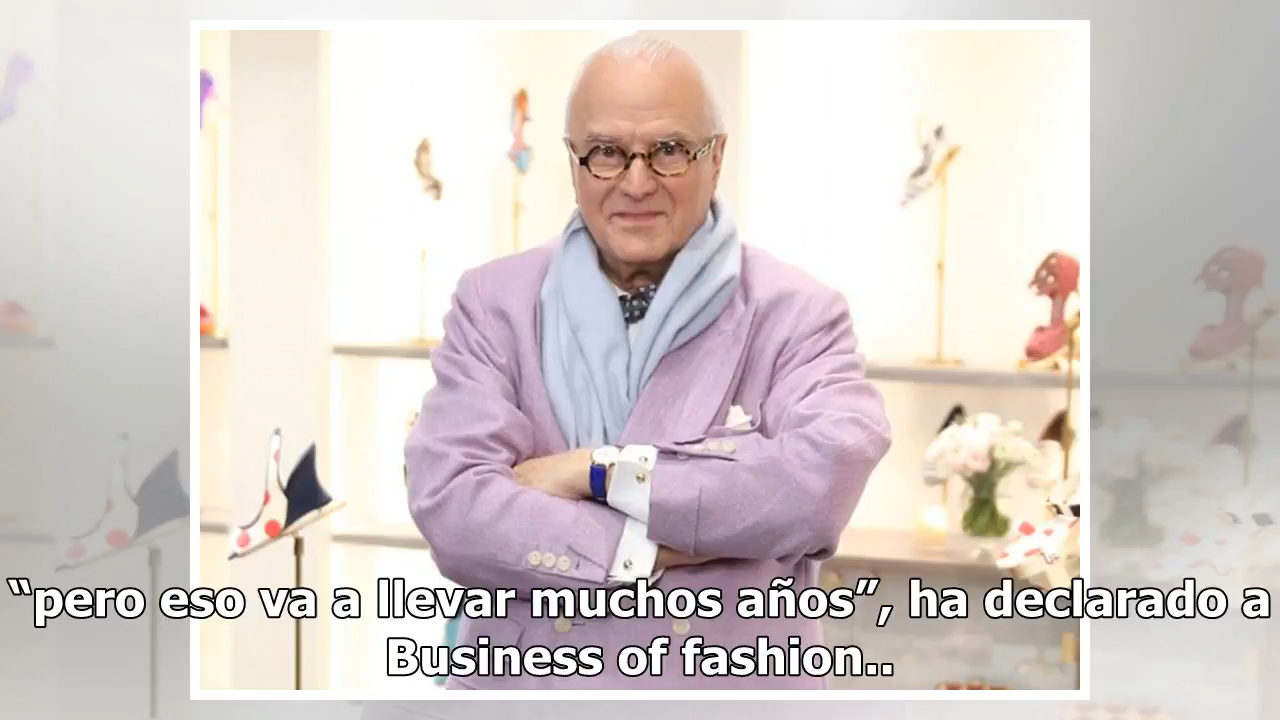 “pero eso va a llevar muchos años”, ha declarado a
Business of fashion..